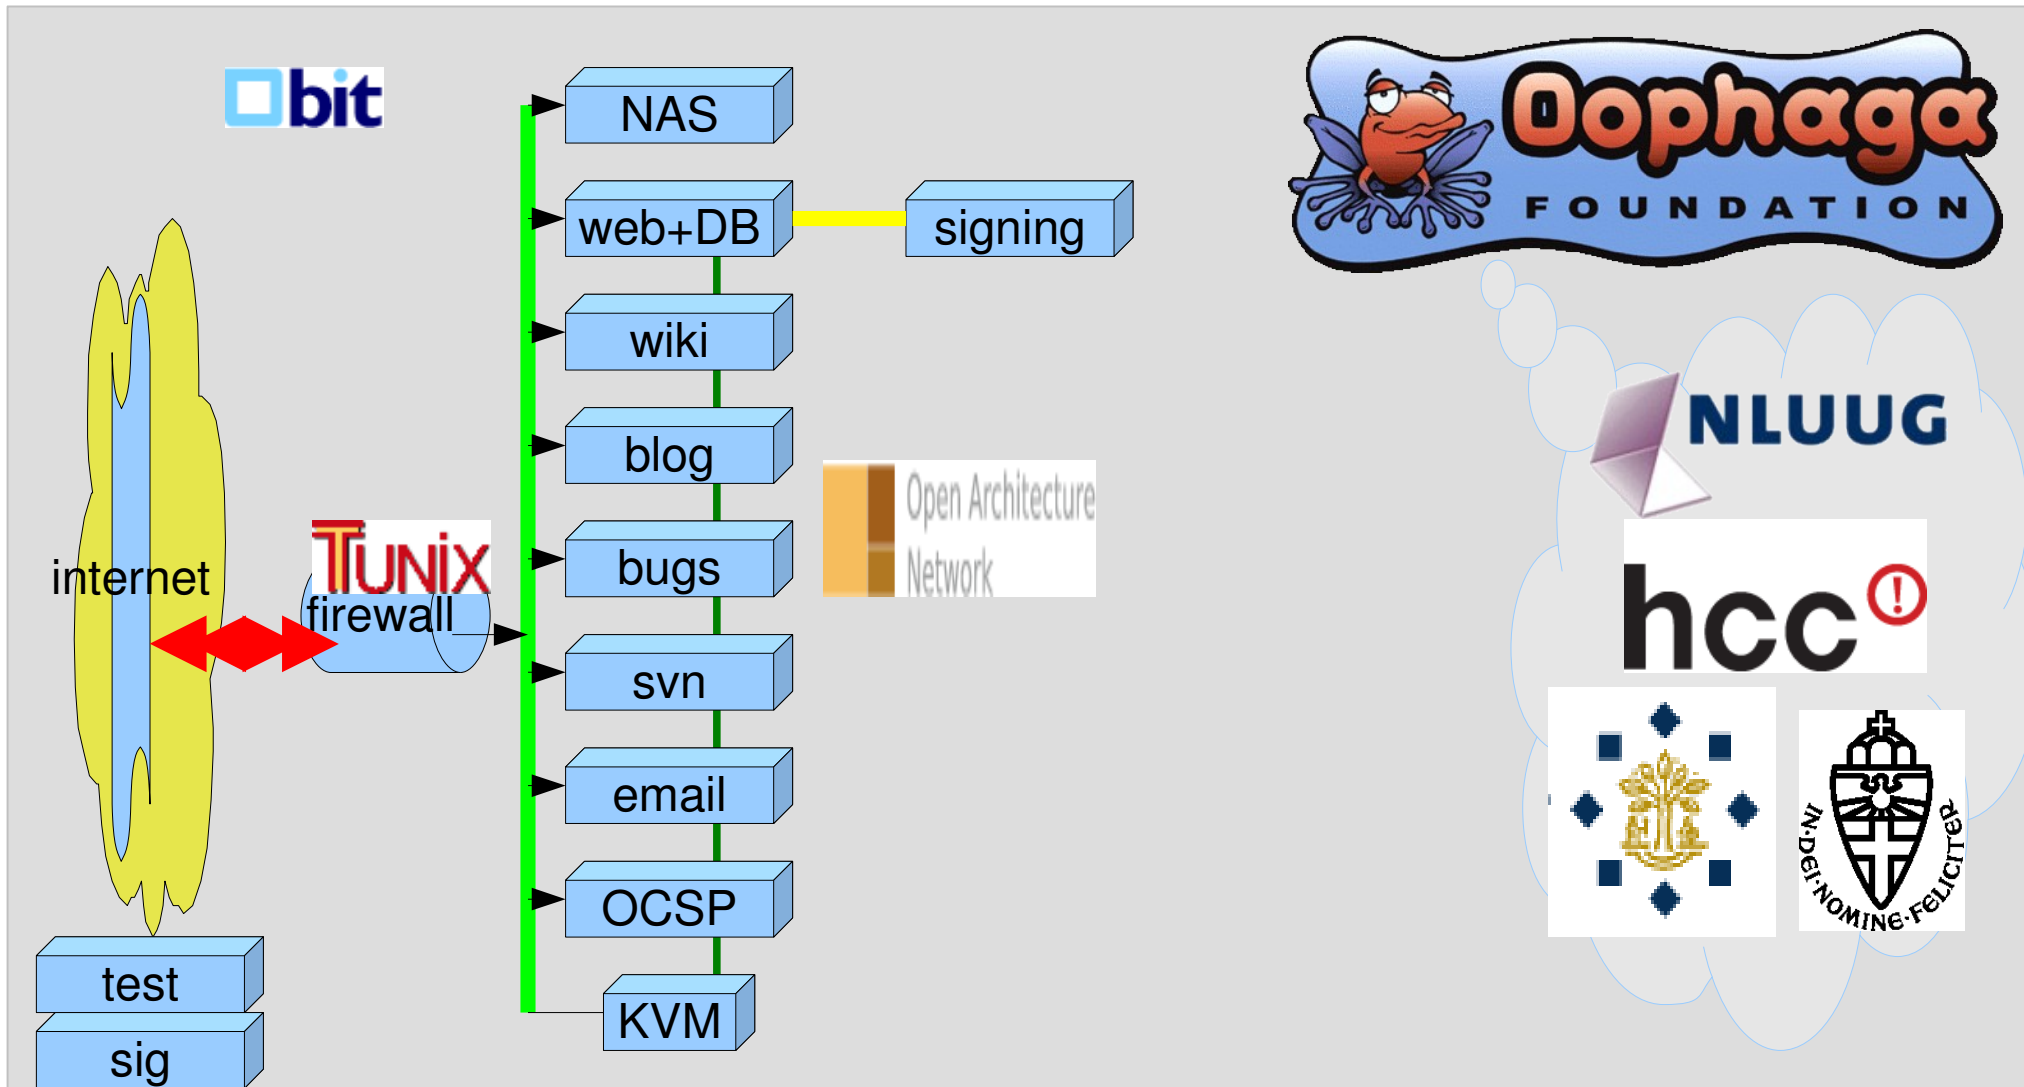 bit
NAS
Oophaga
FOUNDATION
web+DB
signing
wiki
NLUUG
blog
Open Architecture
Network
bugs
internet
TUNiX
firewall
hcc!
svn
email
IN·DEI·NOMINE·FELICITER
OCSP
test
KVM
sig